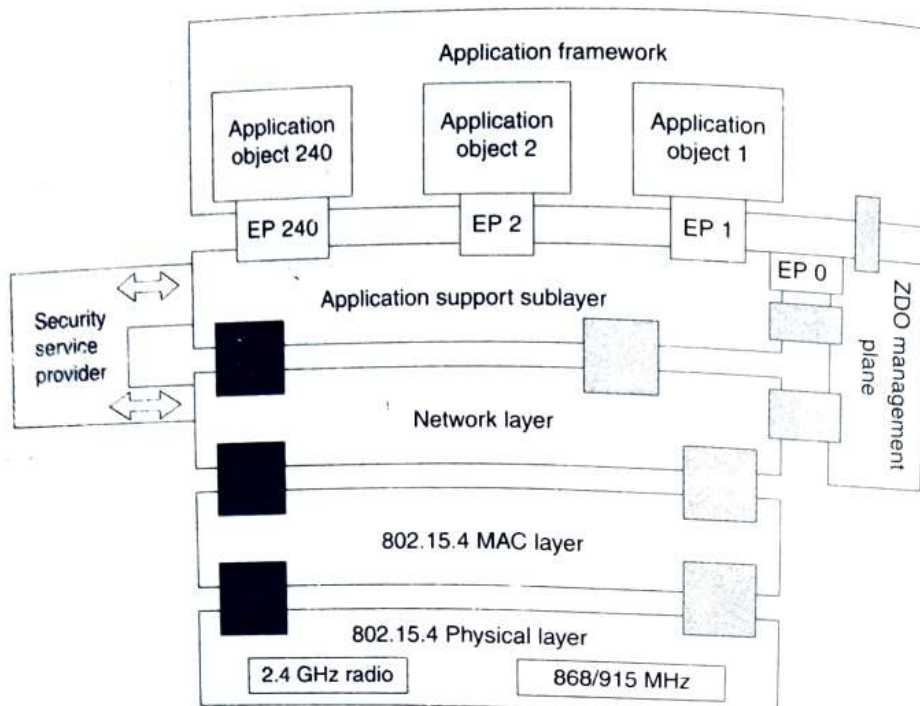 Application framework
Application
object 240
Application
object 2
Application
object 1
EP 240
EP 2
EP 1
EP 0
Security
service
provider
Application support sublayer
ZDO management
plane
Network layer
802.15.4 MAC layer
802.15.4 Physical layer
2.4 GHz radio
868/915 MHz